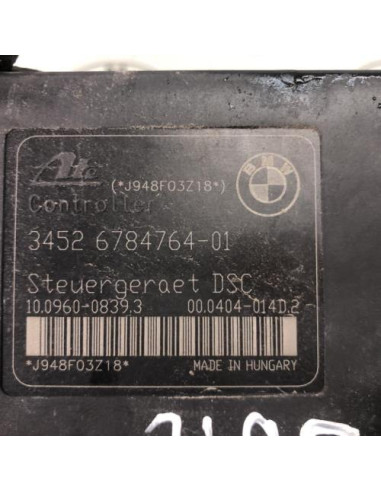 Ate (*J948F03Z18*)
BMW
Controller
3452 6784764-01
Steuergeraet DSC
10.0960-0839.3 00.0404-014D.2
*J948F03Z18* MADE IN HUNGARY